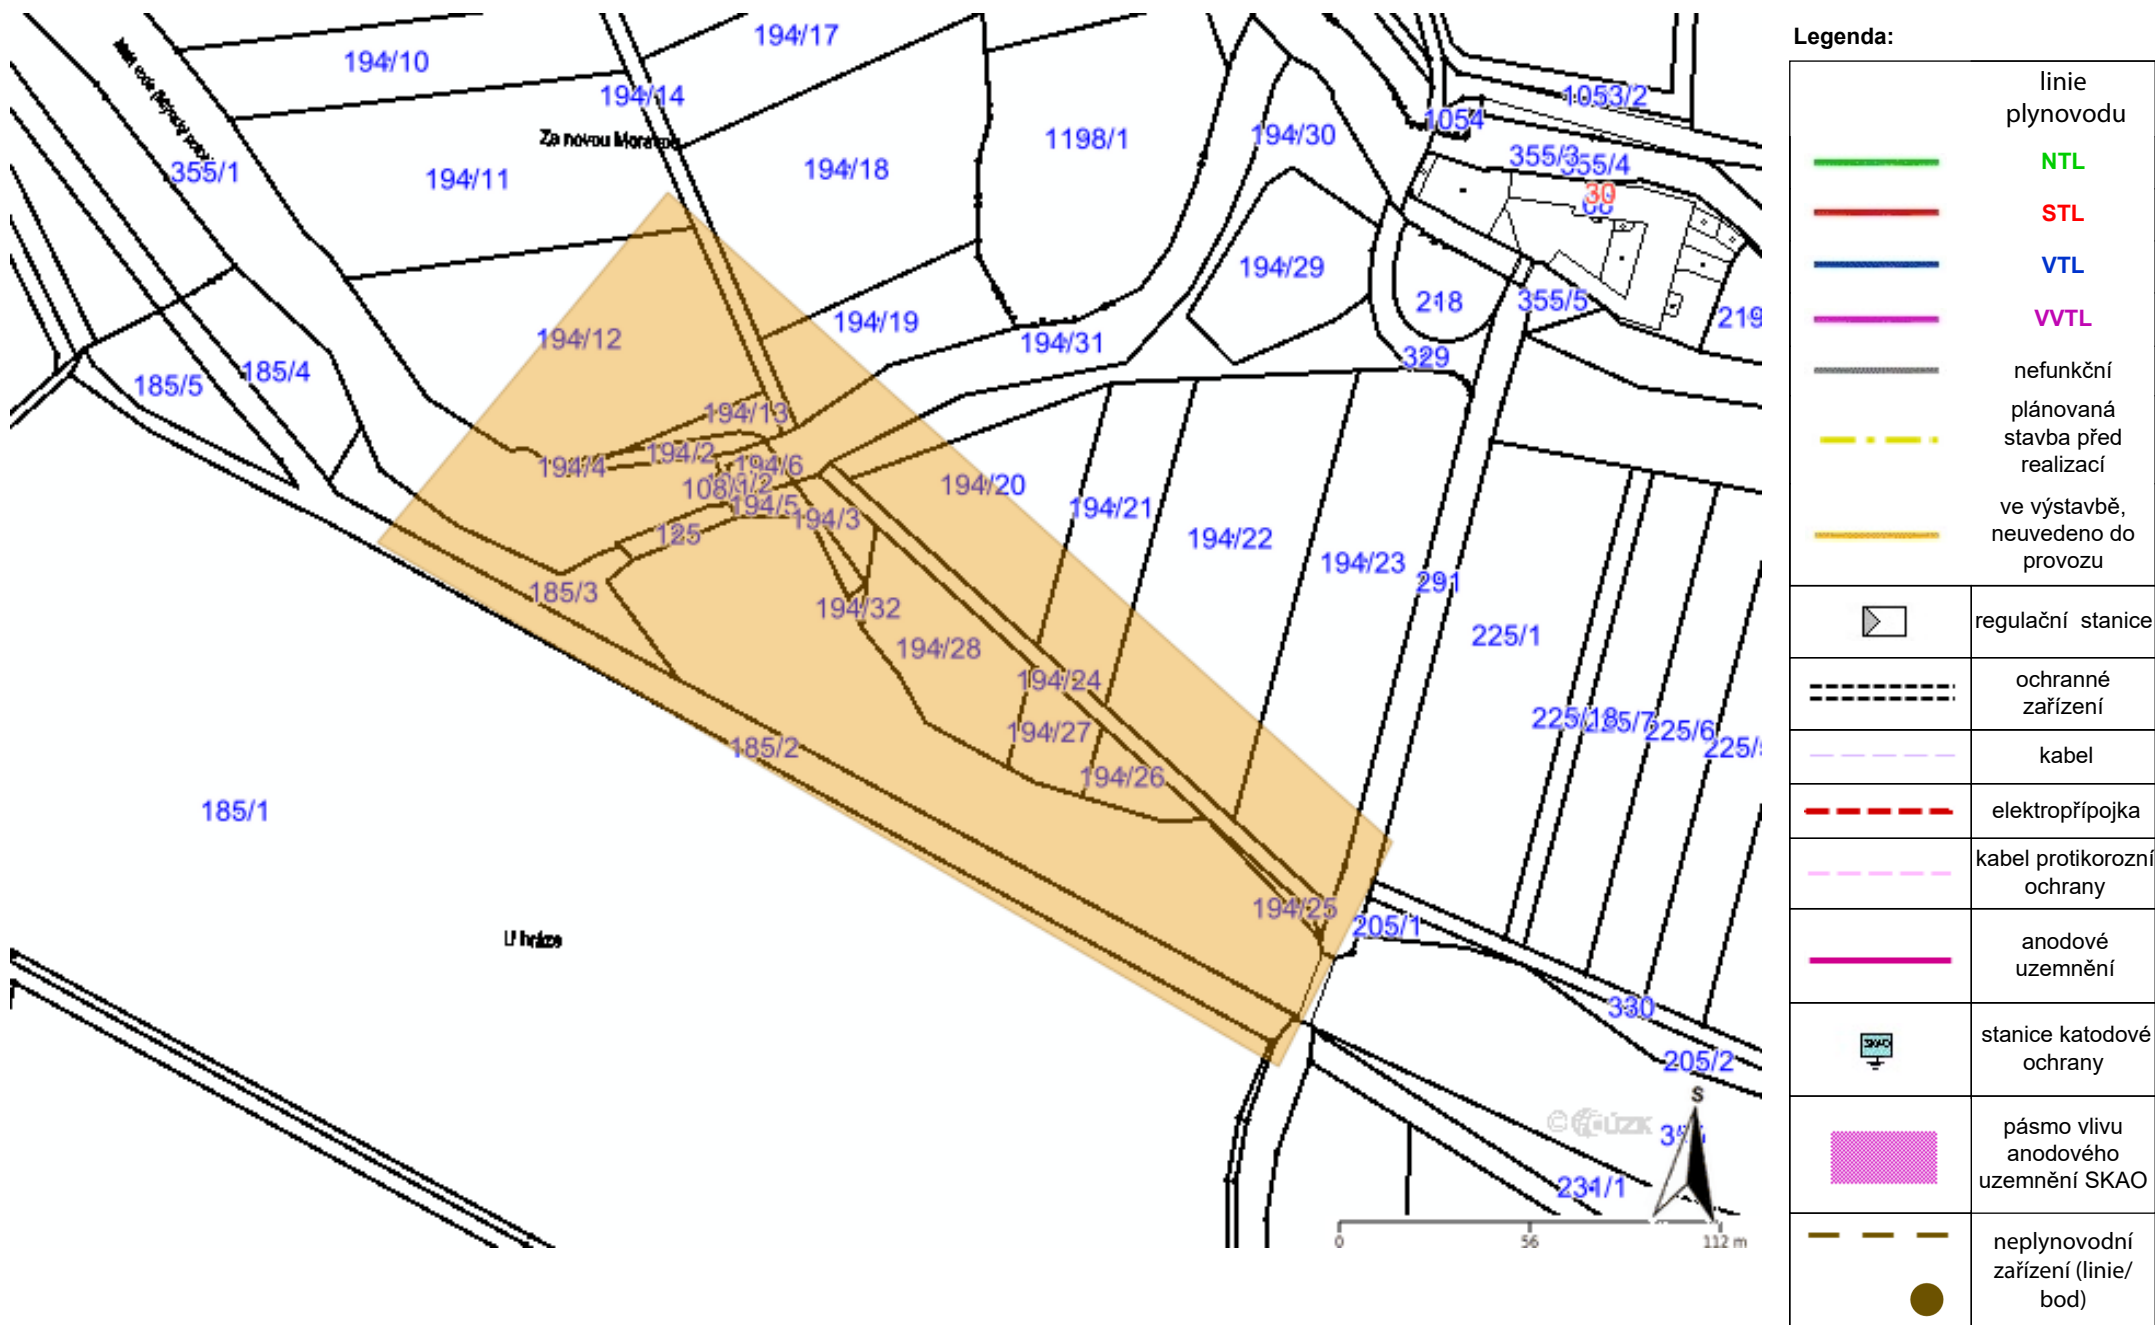 Legenda:
linie
plynovodu
NTL
STL
VTL
VVTL
nefunkční
plánovaná
stavba před
realizací
ve výstavbě,
neuvedeno do
provozu
regulační stanice
ochranné
zařízení
kabel
elektropřípojka
kabel protikorozní
ochrany
anodové
uzemnění
SKAO
stanice katodové
ochrany
pásmo vlivu
anodového
uzemnění SKAO
neplynovodní
zařízení (linie/
bod)
194/17
194/10
194/14
1053/2
1054
Za novou Moravou
1198/1
194/30
355/3
355/4
355/1
194/11
194/18
30
194/29
218
355/5
219
194/12
194/19
194/31
329
185/5
185/4
194/13
194/4
194/2
194/6
108/1
194/5
194/3
125
194/20
194/21
194/22
194/23
291
185/3
194/32
194/28
225/1
194/24
194/27
194/26
225/6
185/2
185/1
U hráze
194/25
205/1
330
205/2
S
© ČÚZK
231/1
0
56
112 m